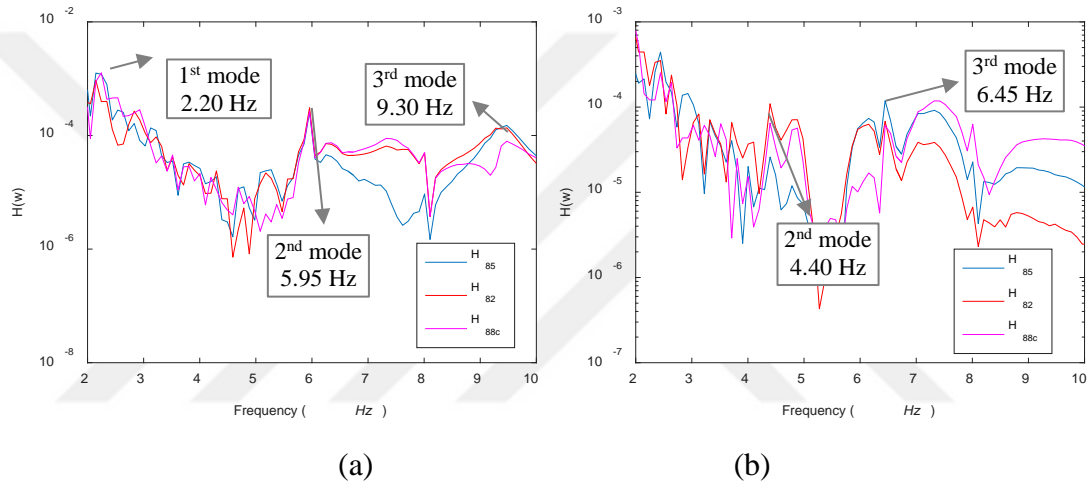 10⁻²
10⁻⁴
10⁻⁶
10⁻⁸
H(w)
1st mode
2.20 Hz
3rd mode
9.30 Hz
2nd mode
5.95 Hz
H 85
H 82
H 88c
2 3 4 5 6 7 8 9 10
Frequency ( Hz )
(a)
10⁻³
10⁻⁴
10⁻⁵
10⁻⁶
10⁻⁷
H(w)
3rd mode
6.45 Hz
2nd mode
4.40 Hz
H 85
H 82
H 88c
2 3 4 5 6 7 8 9 10
Frequency ( Hz )
(b)